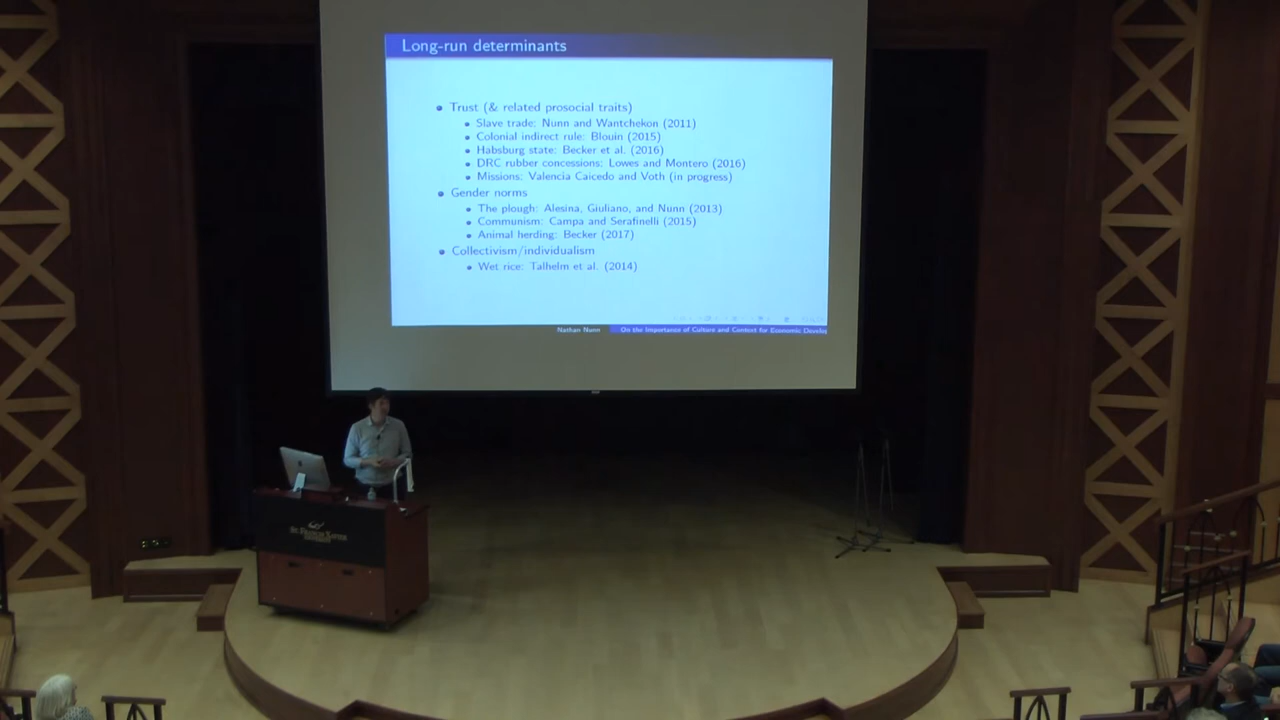 Long-run determinants
Trust (& related prosocial traits)
Slave trade: Nunn and Wantchekon (2011)
Colonial indirect rule: Blouin (2015)
Habsburg state: Becker et al. (2016)
DRC rubber concessions: Lowes and Montero (2016)
Missions: Valencia Caicedo and Voth (in progress)
Gender norms
The plough: Alesina, Giuliano, and Nunn (2013)
Communism: Campa and Serafinelli (2015)
Animal herding: Becker (2017)
Collectivism/individualism
Wet rice: Talhelm et al. (2014)
Nathan Nunn On the Importance of Culture and Context for Economic Develo
St. Francis Xavier
University